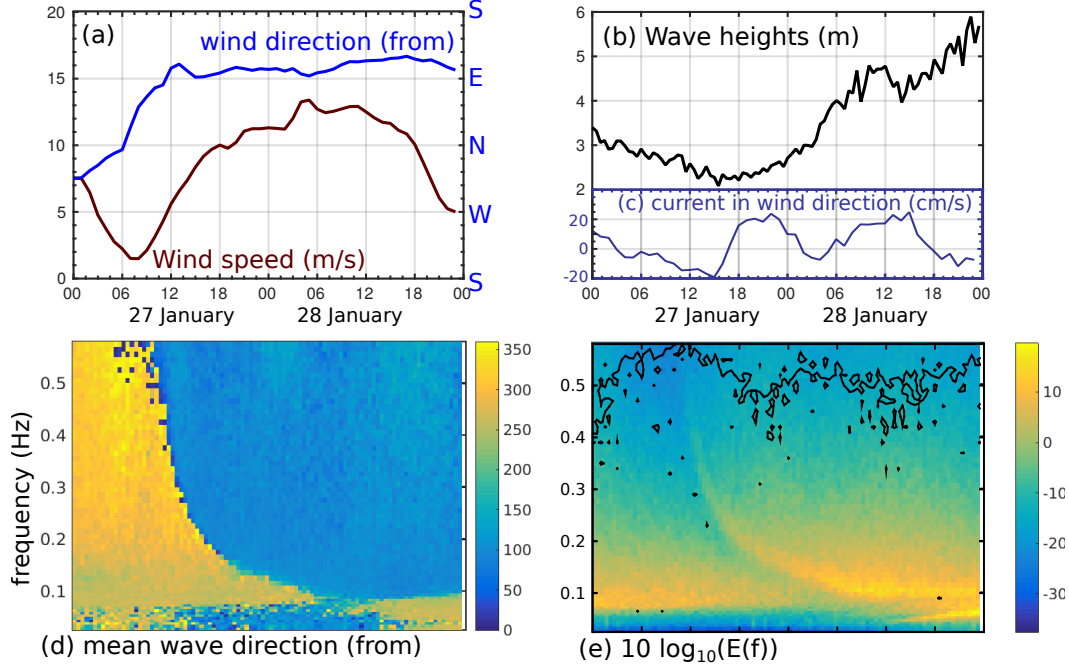 (a)
wind direction (from)
Wind speed (m/s)
20
15
10
5
0
S
E
N
W
S
00 06 12 18 00 06 12 18 00
27 January 28 January
(b) Wave heights (m)
6
5
4
3
2
(c) current in wind direction (cm/s)
20
0
-20
00 06 12 18 00 06 12 18 00
27 January 28 January
frequency (Hz)
0.5
0.4
0.3
0.2
0.1
350
300
250
200
150
100
50
0
(d) mean wave direction (from)
0.5
0.4
0.3
0.2
0.1
10
0
-10
-20
-30
(e) 10 log10(E(f))